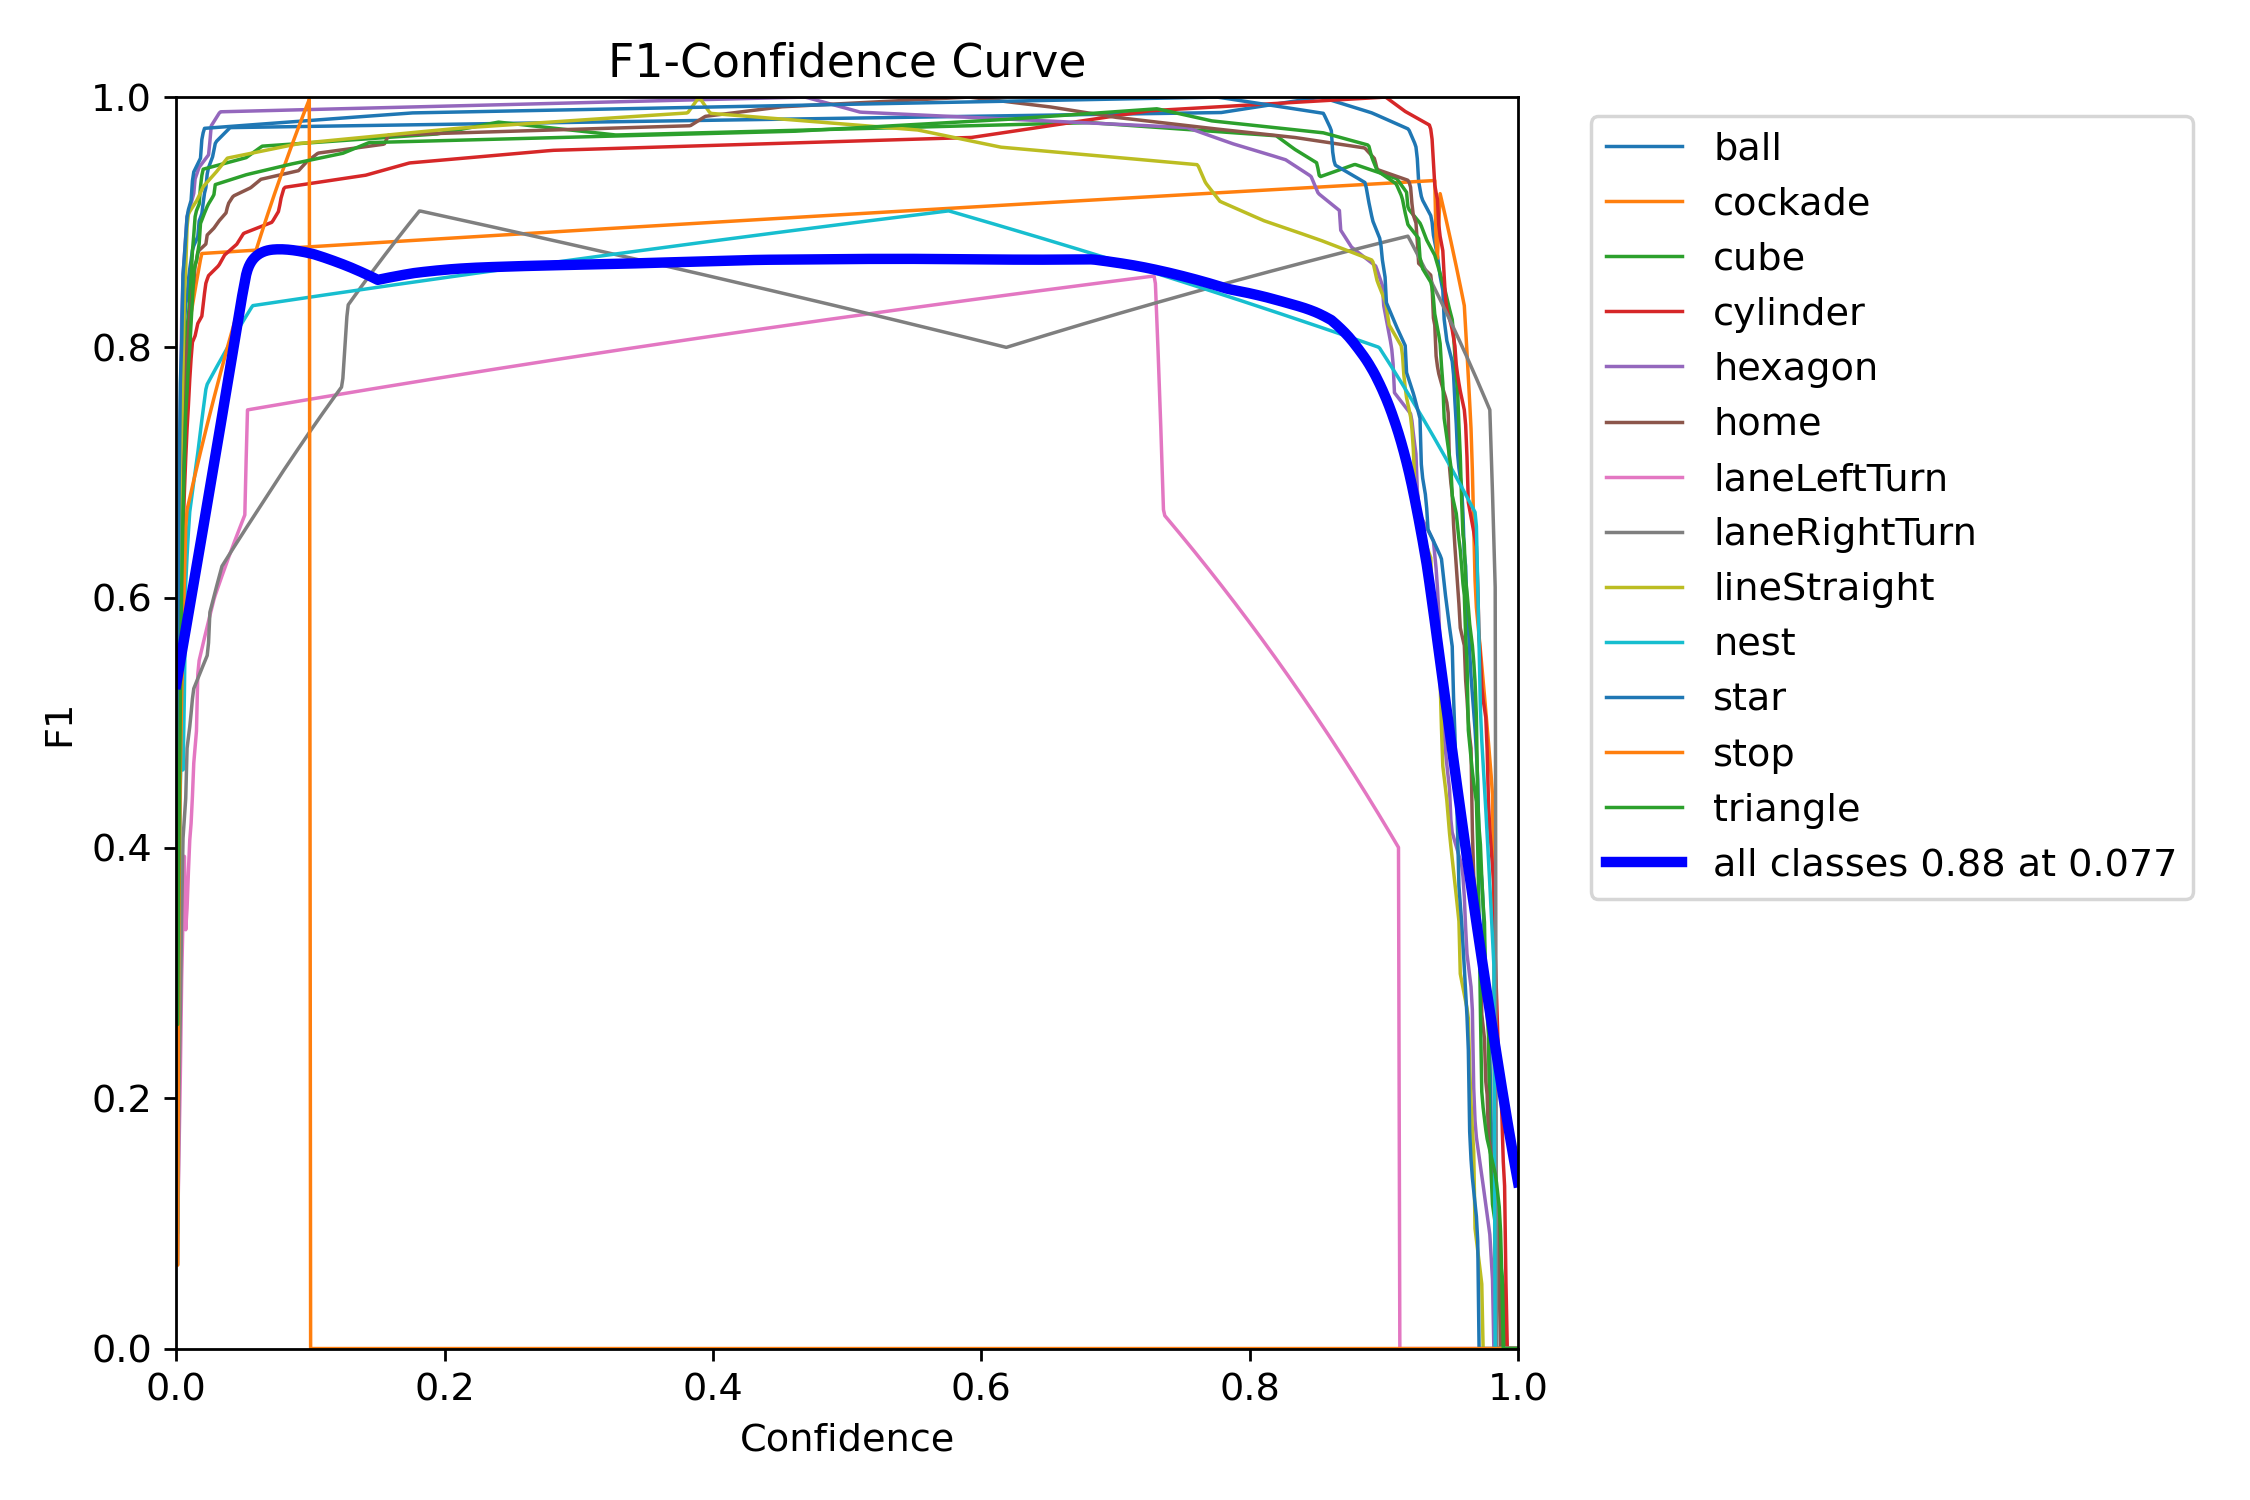 F1-Confidence Curve
1.0
0.8
0.6
0.4
0.2
0.0
F1
0.0 0.2 0.4 0.6 0.8 1.0
Confidence
ball
cockade
cube
cylinder
hexagon
home
laneLeftTurn
laneRightTurn
lineStraight
nest
star
stop
triangle
all classes 0.88 at 0.077